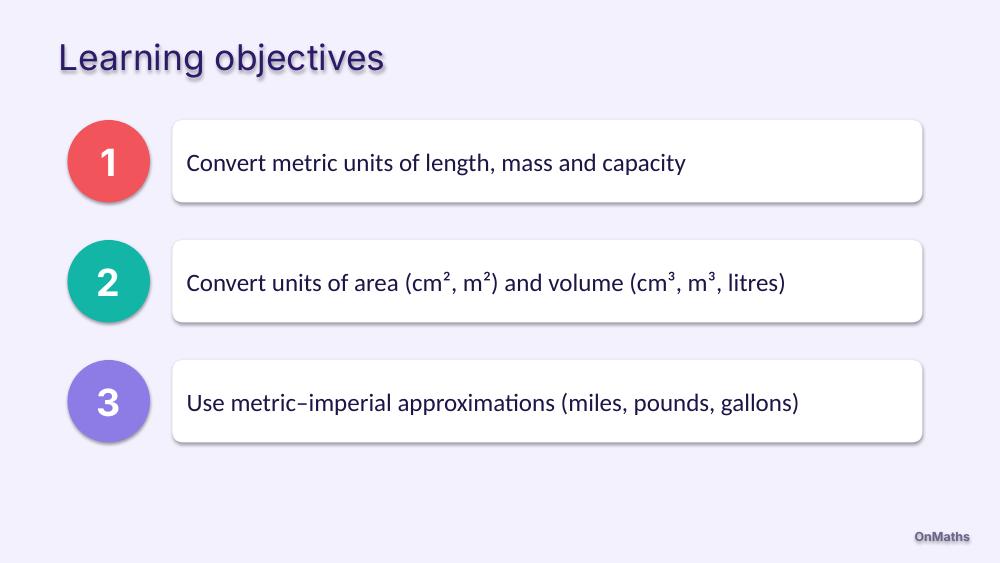 Learning objectives
1
Convert metric units of length, mass and capacity
2
Convert units of area (cm², m²) and volume (cm³, m³, litres)
3
Use metric–imperial approximations (miles, pounds, gallons)
OnMaths